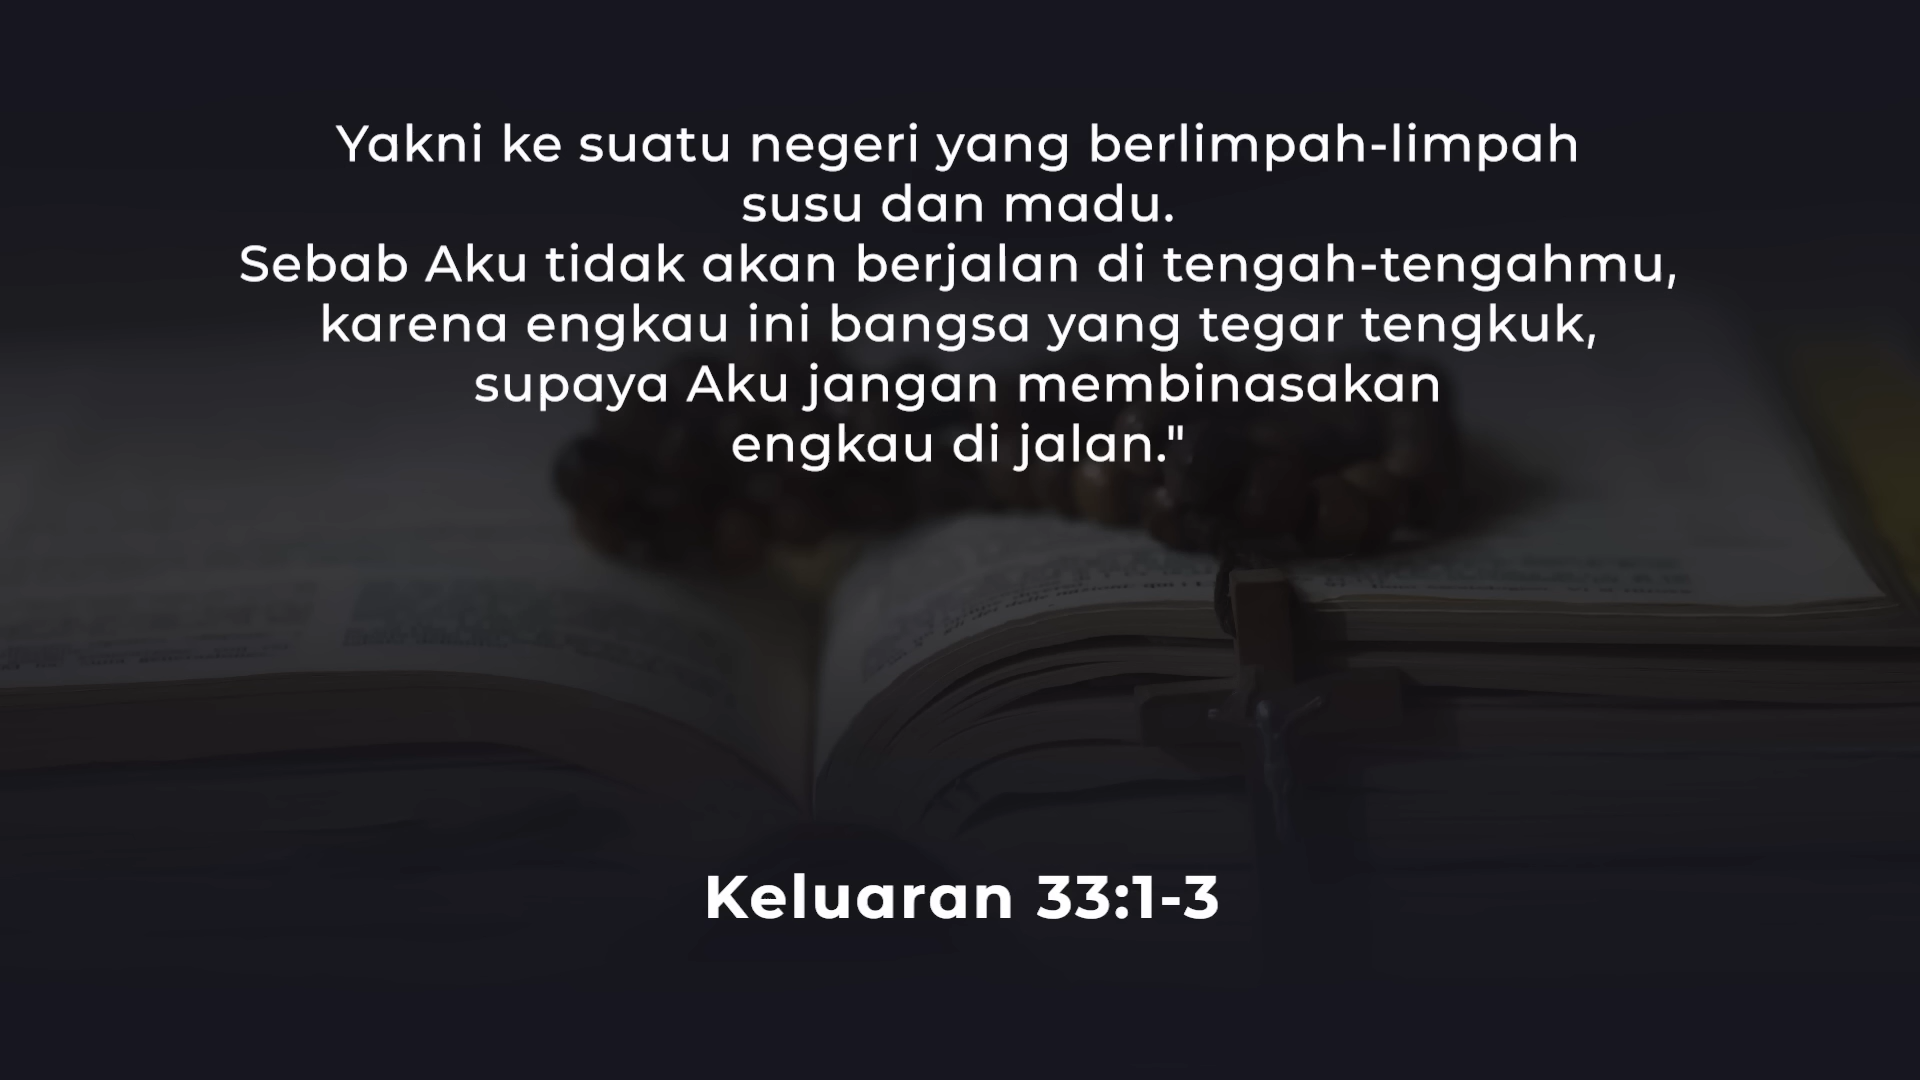 Yakni ke suatu negeri yang berlimpah-limpah
susu dan madu.
Sebab Aku tidak akan berjalan di tengah-tengahmu,
karena engkau ini bangsa yang tegar tengkuk,
supaya Aku jangan membinasakan
engkau di jalan."
Keluaran 33:1-3